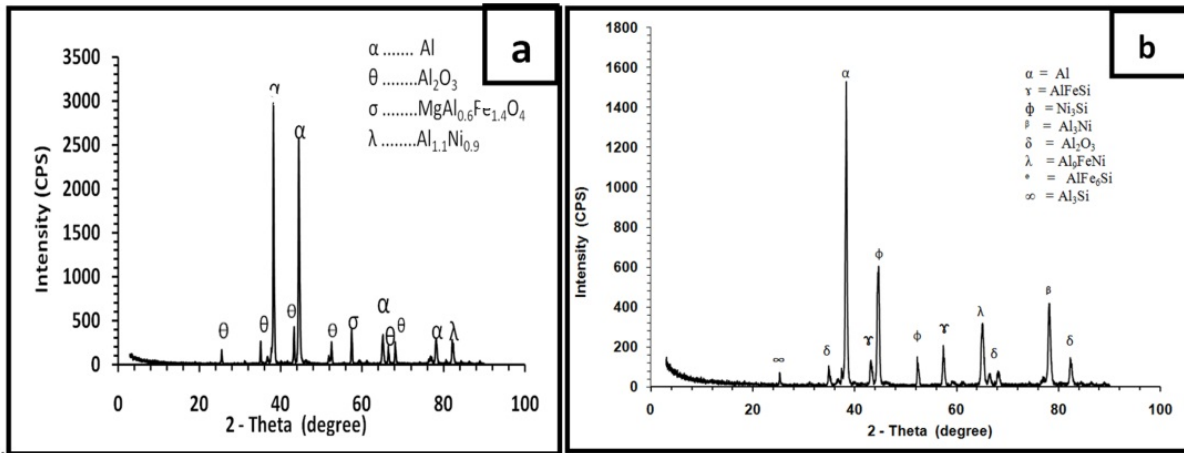 a
α ....... Al
θ ........Al2O3
σ ........MgAl0.6Fe1.4O4
λ ........Al1.1Ni0.9
Intensity (CPS)
3500
3000
2500
2000
1500
1000
500
0
α
α
θ
θ
θ
θ
σ
α
θ
θ
α
λ
0
20
40
60
80
100
2 - Theta (degree)
b
α = Al
ɤ = AlFeSi
ϕ = Ni3Si
β = Al3Ni
δ = Al2O3
λ = Al9FeNi
= AlFe6Si
∞ = Al3Si
Intensity (CPS)
1800
1600
1400
1200
1000
800
600
400
200
0
α
ϕ
∞
δ
ɤ
ϕ
ɤ
λ
δ
β
δ
0
20
40
60
80
100
2 - Theta (degree)